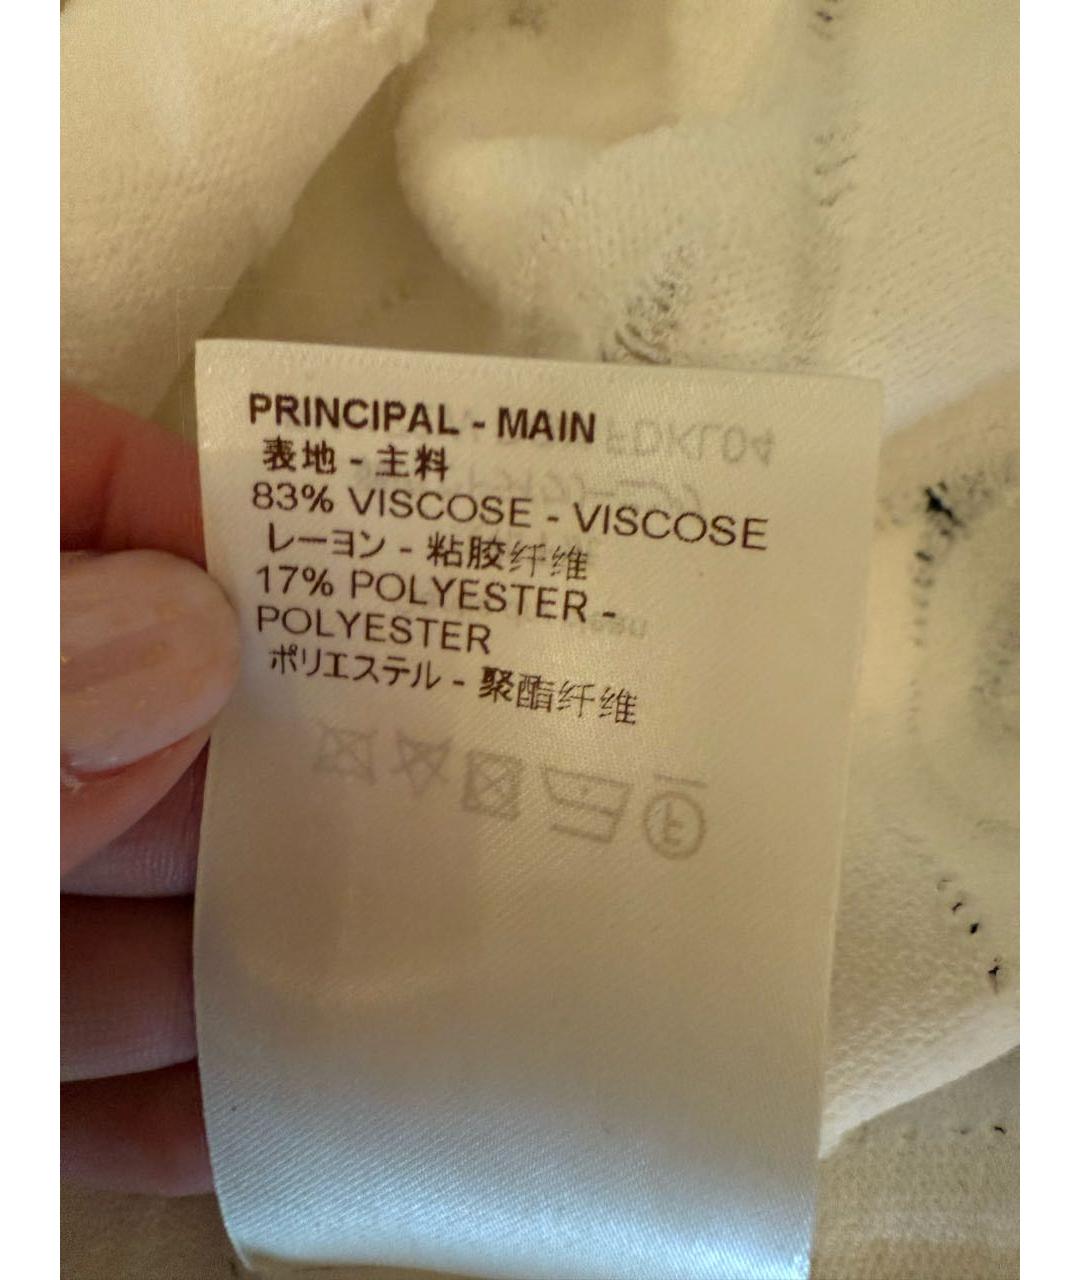 PRINCIPAL - MAIN
表地 - 主料
83% VISCOSE - VISCOSE
レーヨン - 粘胶纤维
17% POLYESTER -
POLYESTER
ポリエステル - 聚酯纤维
FDKL04